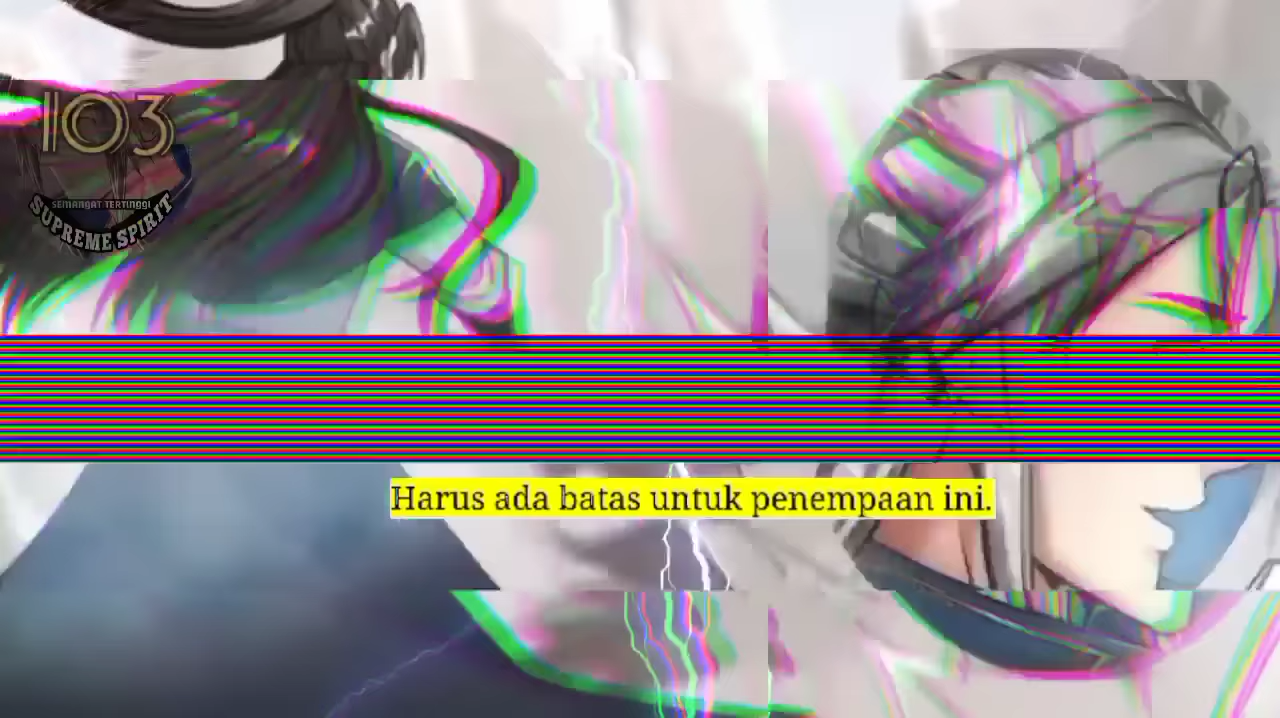 103
SEMANGAT TERTINGGI
SUPREME SPIRIT
Harus ada batas untuk penempaan ini.